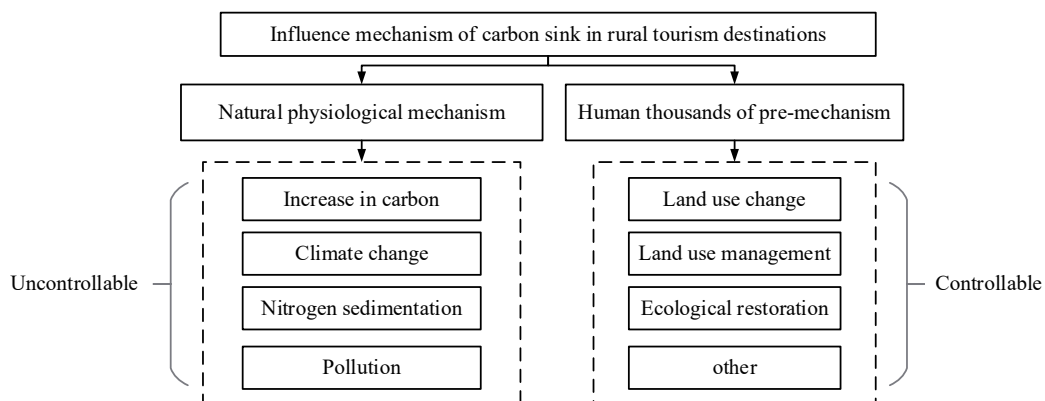 Influence mechanism of carbon sink in rural tourism destinations
Natural physiological mechanism
Human thousands of pre-mechanism
Increase in carbon
Climate change
Nitrogen sedimentation
Pollution
Uncontrollable
Land use change
Land use management
Ecological restoration
other
Controllable